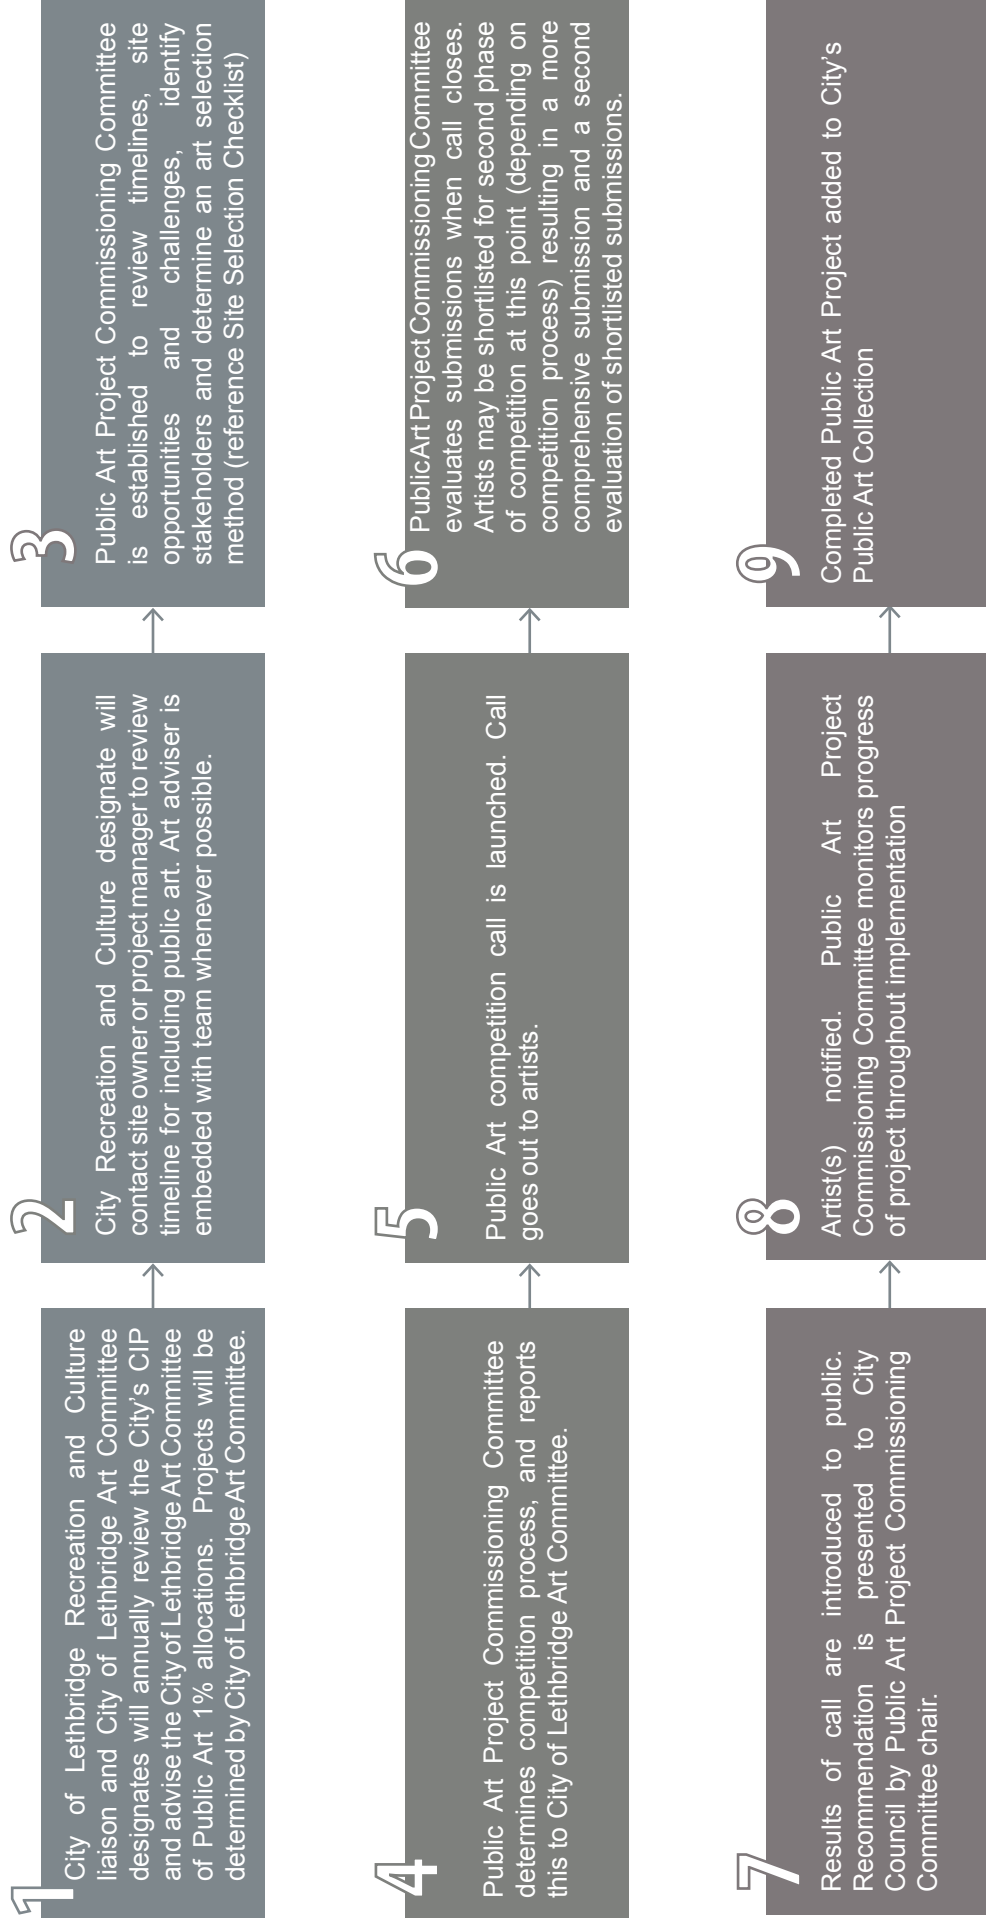 1
City of Lethbridge Recreation and Culture
liaison and City of Lethbridge Art Committee
designates will annually review the City's CIP
and advise the City of Lethbridge Art Committee
of Public Art 1% allocations. Projects will be
determined by City of Lethbridge Art Committee.
2
City Recreation and Culture designate will
contact site owner or project manager to review
timeline for including public art. Art adviser is
embedded with team whenever possible.
3
Public Art Project Commissioning Committee
is established to review timelines, site
opportunities and challenges, identify
stakeholders and determine an art selection
method (reference Site Selection Checklist)
4
Public Art Project Commissioning Committee
determines competition process, and reports
this to City of Lethbridge Art Committee.
5
Public Art competition call is launched. Call
goes out to artists.
6
Public Art Project Commissioning Committee
evaluates submissions when call closes.
Artists may be shortlisted for second phase
of competition at this point (depending on
competition process) resulting in a more
comprehensive submission and a second
evaluation of shortlisted submissions.
7
Results of call are introduced to public.
Recommendation is presented to City
Council by Public Art Project Commissioning
Committee chair.
8
Artist(s) notified. Public Art Project
Commissioning Committee monitors progress
of project throughout implementation
9
Completed Public Art Project added to City's
Public Art Collection